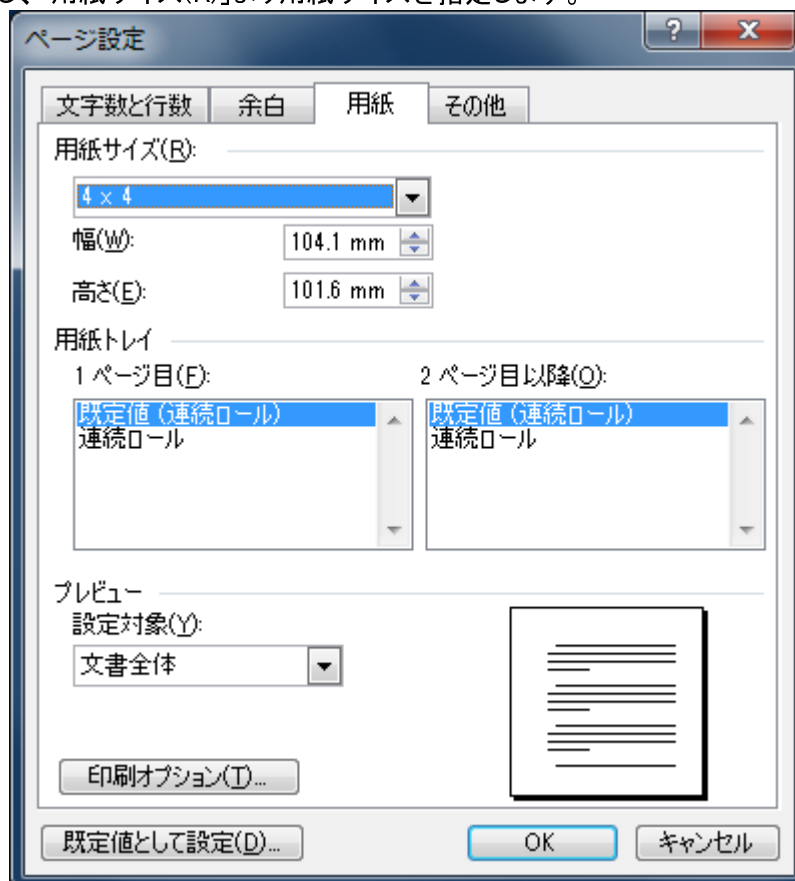 ページ設定
文字数と行数 余白 用紙 その他
用紙サイズ(R):
4 x 4
幅(W): 104.1 mm
高さ(E): 101.6 mm
用紙トレイ
1 ページ目(F): 2 ページ目以降(O):
既定値 (連続ロール) 既定値 (連続ロール)
連続ロール 連続ロール
プレビュー
設定対象(Y):
文書全体
印刷オプション(T)...
既定値として設定(D)... OK キャンセル